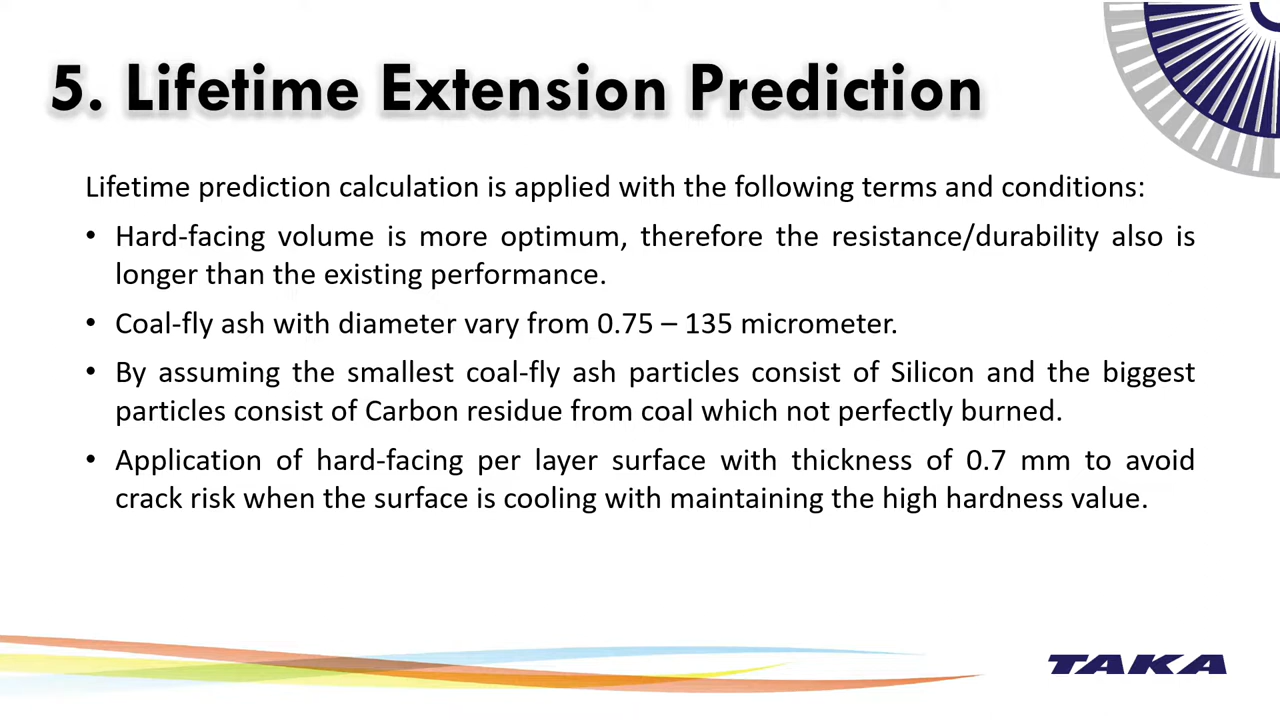 5. Lifetime Extension Prediction
Lifetime prediction calculation is applied with the following terms and conditions:
• Hard-facing volume is more optimum, therefore the resistance/durability also is
longer than the existing performance.
• Coal-fly ash with diameter vary from 0.75 – 135 micrometer.
• By assuming the smallest coal-fly ash particles consist of Silicon and the biggest
particles consist of Carbon residue from coal which not perfectly burned.
• Application of hard-facing per layer surface with thickness of 0.7 mm to avoid
crack risk when the surface is cooling with maintaining the high hardness value.
TAKA